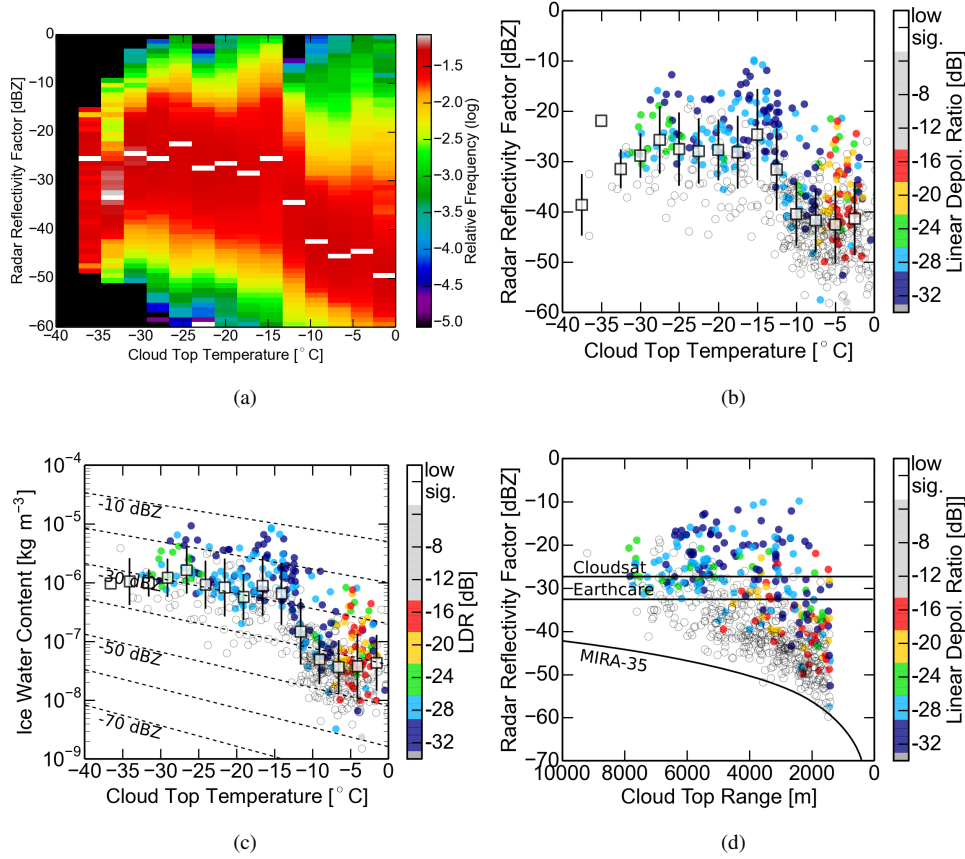 0
−10
−20
−30
−40
−50
−60
Radar Reflectivity Factor [dBZ]
−40 −35 −30 −25 −20 −15 −10 −5 0
Cloud Top Temperature [°C]
−1.5
−2.0
−2.5
−3.0
−3.5
−4.0
−4.5
−5.0
Relative Frequency (log)
(a)
0
−10
−20
−30
−40
−50
−60
Radar Reflectivity Factor [dBZ]
−40 −35 −30 −25 −20 −15 −10 −5 0
Cloud Top Temperature [°C]
low
sig.
-8
-12
-16
-20
-24
-28
-32
Linear Depol. Ratio [dB]
(b)
10⁻⁴
10⁻⁵
10⁻⁶
10⁻⁷
10⁻⁸
10⁻⁹
Ice Water Content [kg m⁻³]
-10 dBZ
-30 dBZ
-50 dBZ
-70 dBZ
−40 −35 −30 −25 −20 −15 −10 −5 0
Cloud Top Temperature [°C]
low
sig.
-8
-12
-16
-20
-24
-28
-32
LDR [dB]
(c)
0
−10
−20
−30
−40
−50
−60
−70
Radar Reflectivity Factor [dBZ]
Cloudsat
Earthcare
MIRA-35
10000 8000 6000 4000 2000 0
Cloud Top Range [m]
low
sig.
-8
-12
-16
-20
-24
-28
-32
Linear Depol. Ratio [dB]]
(d)